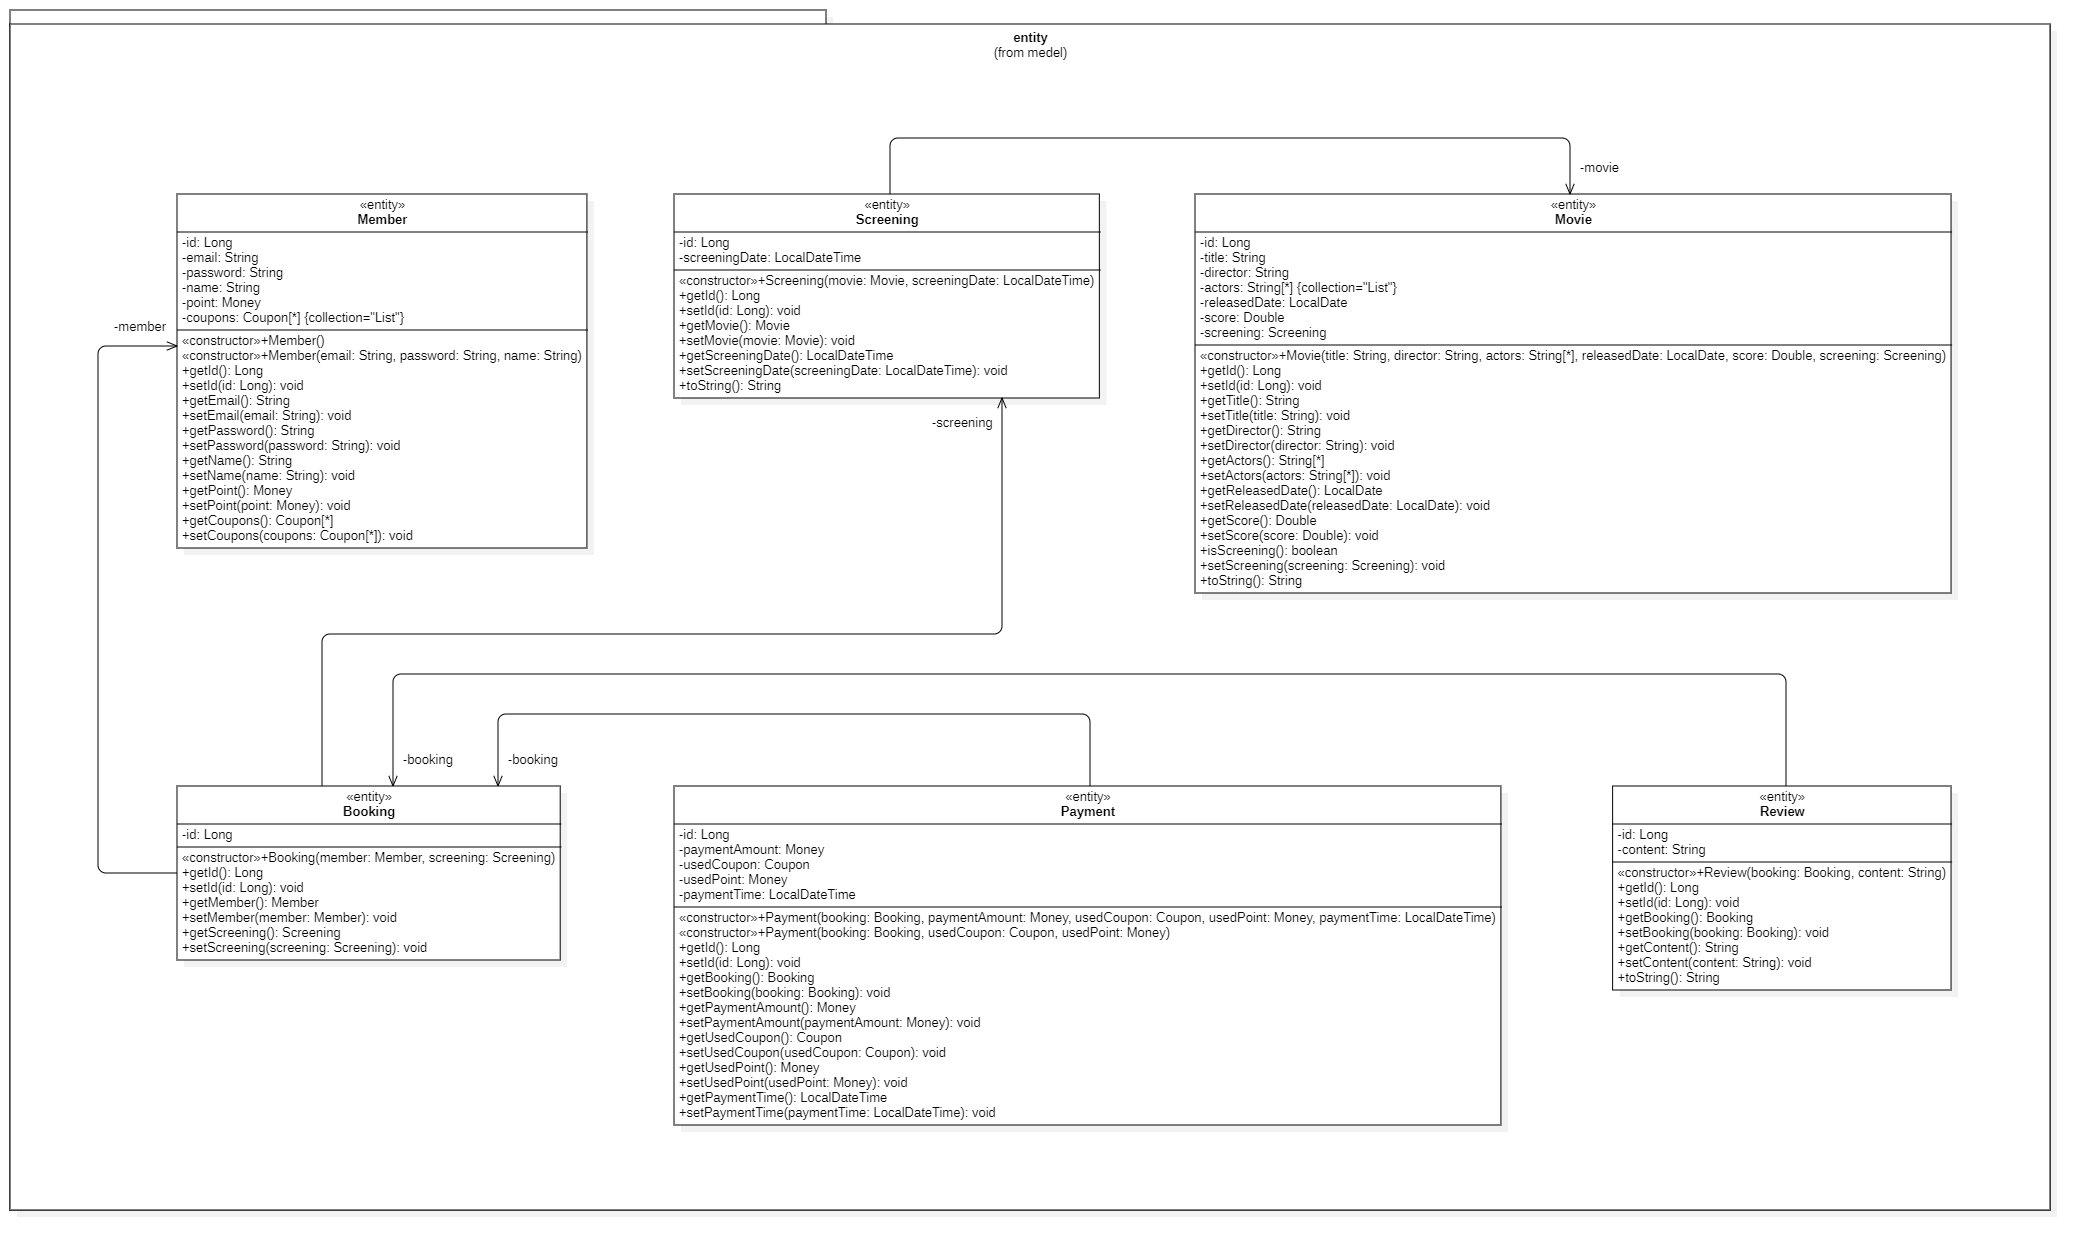 entity
(from medel)
-movie
«entity»
Member
-id: Long
-email: String
-password: String
-name: String
-point: Money
-coupons: Coupon[*] {collection="List"}
«constructor»+Member()
«constructor»+Member(email: String, password: String, name: String)
+getId(): Long
+setId(id: Long): void
+getEmail(): String
+setEmail(email: String): void
+getPassword(): String
+setPassword(password: String): void
+getName(): String
+setName(name: String): void
+getPoint(): Money
+setPoint(point: Money): void
+getCoupons(): Coupon[*]
+setCoupons(coupons: Coupon[*]): void
-member
«entity»
Screening
-id: Long
-screeningDate: LocalDateTime
«constructor»+Screening(movie: Movie, screeningDate: LocalDateTime)
+getId(): Long
+setId(id: Long): void
+getMovie(): Movie
+setMovie(movie: Movie): void
+getScreeningDate(): LocalDateTime
+setScreeningDate(screeningDate: LocalDateTime): void
+toString(): String
-screening
«entity»
Movie
-id: Long
-title: String
-director: String
-actors: String[*] {collection="List"}
-releasedDate: LocalDate
-score: Double
-screening: Screening
«constructor»+Movie(title: String, director: String, actors: String[*], releasedDate: LocalDate, score: Double, screening: Screening)
+getId(): Long
+setId(id: Long): void
+getTitle(): String
+setTitle(title: String): void
+getDirector(): String
+setDirector(director: String): void
+getActors(): String[*]
+setActors(actors: String[*]): void
+getReleasedDate(): LocalDate
+setReleasedDate(releasedDate: LocalDate): void
+getScore(): Double
+setScore(score: Double): void
+isScreening(): boolean
+setScreening(screening: Screening): void
+toString(): String
-booking
-booking
«entity»
Booking
-id: Long
«constructor»+Booking(member: Member, screening: Screening)
+getId(): Long
+setId(id: Long): void
+getMember(): Member
+setMember(member: Member): void
+getScreening(): Screening
+setScreening(screening: Screening): void
«entity»
Payment
-id: Long
-paymentAmount: Money
-usedCoupon: Coupon
-usedPoint: Money
-paymentTime: LocalDateTime
«constructor»+Payment(booking: Booking, paymentAmount: Money, usedCoupon: Coupon, usedPoint: Money, paymentTime: LocalDateTime)
«constructor»+Payment(booking: Booking, usedCoupon: Coupon, usedPoint: Money)
+getId(): Long
+setId(id: Long): void
+getBooking(): Booking
+setBooking(booking: Booking): void
+getPaymentAmount(): Money
+setPaymentAmount(paymentAmount: Money): void
+getUsedCoupon(): Coupon
+setUsedCoupon(usedCoupon: Coupon): void
+getUsedPoint(): Money
+setUsedPoint(usedPoint: Money): void
+getPaymentTime(): LocalDateTime
+setPaymentTime(paymentTime: LocalDateTime): void
«entity»
Review
-id: Long
-content: String
«constructor»+Review(booking: Booking, content: String)
+getId(): Long
+setId(id: Long): void
+getBooking(): Booking
+setBooking(booking: Booking): void
+getContent(): String
+setContent(content: String): void
+toString(): String